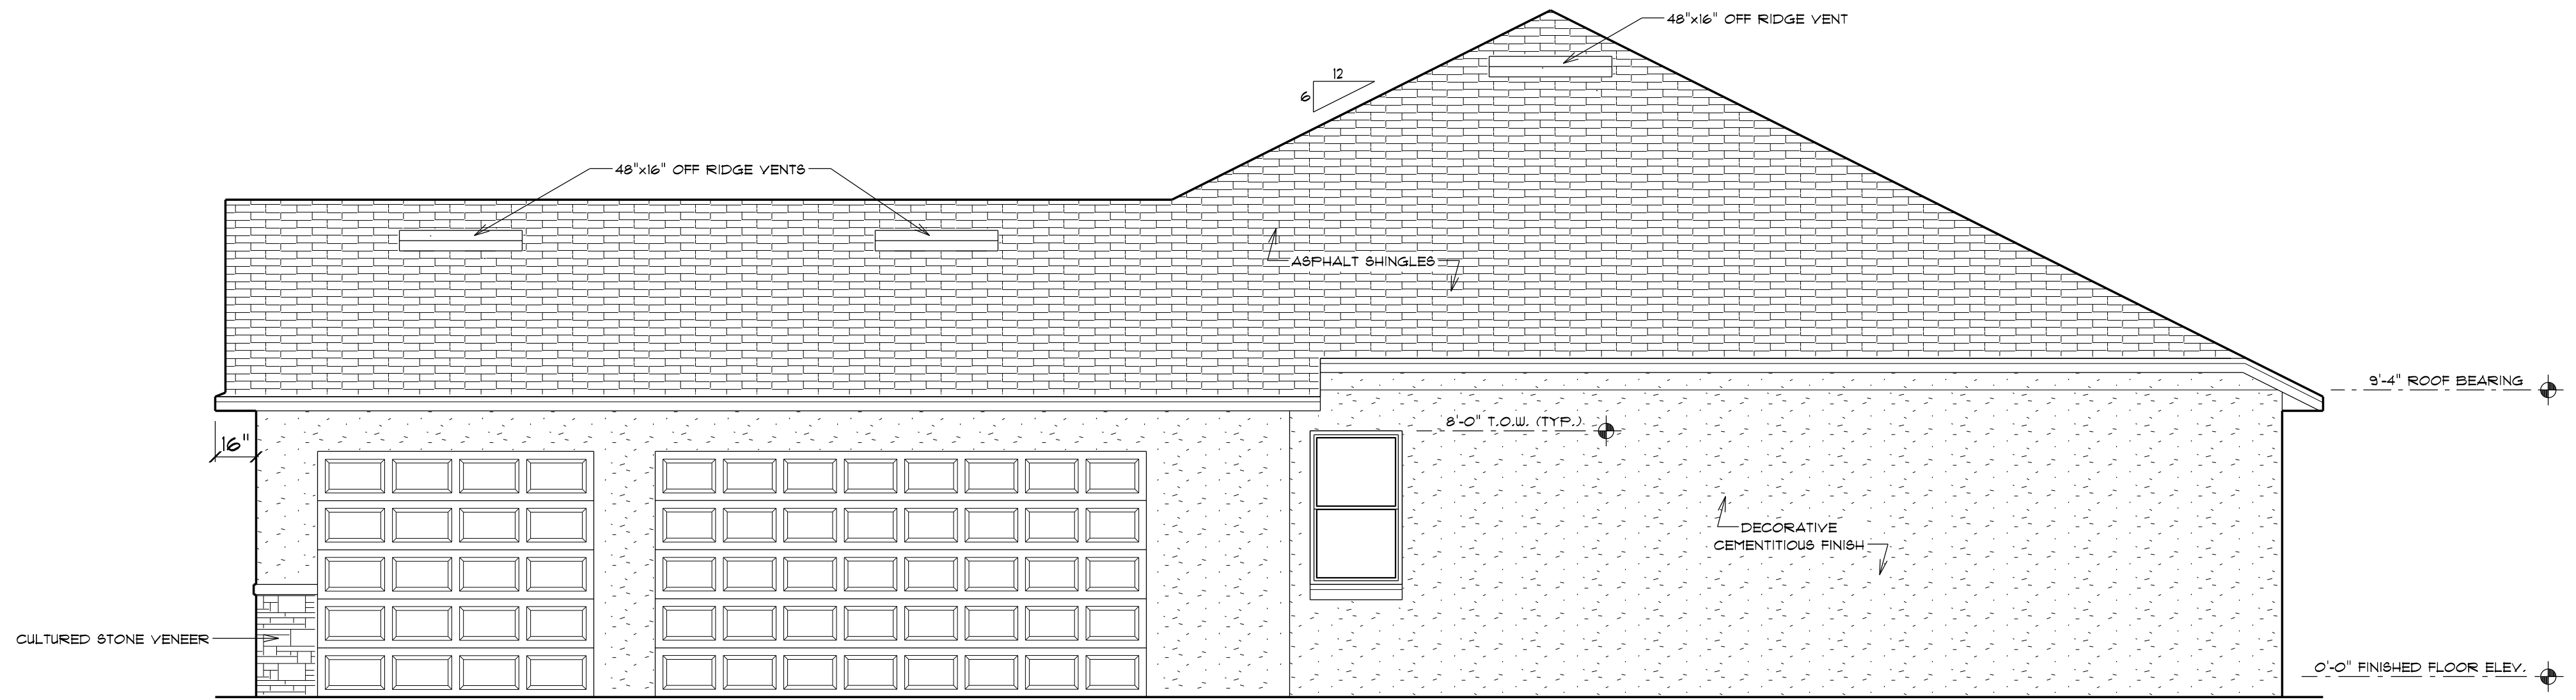 48"x16" OFF RIDGE VENT
12
6
48"x16" OFF RIDGE VENTS
ASPHALT SHINGLES
9'-4" ROOF BEARING
8'-0" T.O.W. (TYP.)
16"
DECORATIVE
CEMENTITIOUS FINISH
CULTURED STONE VENEER
0'-0" FINISHED FLOOR ELEV.